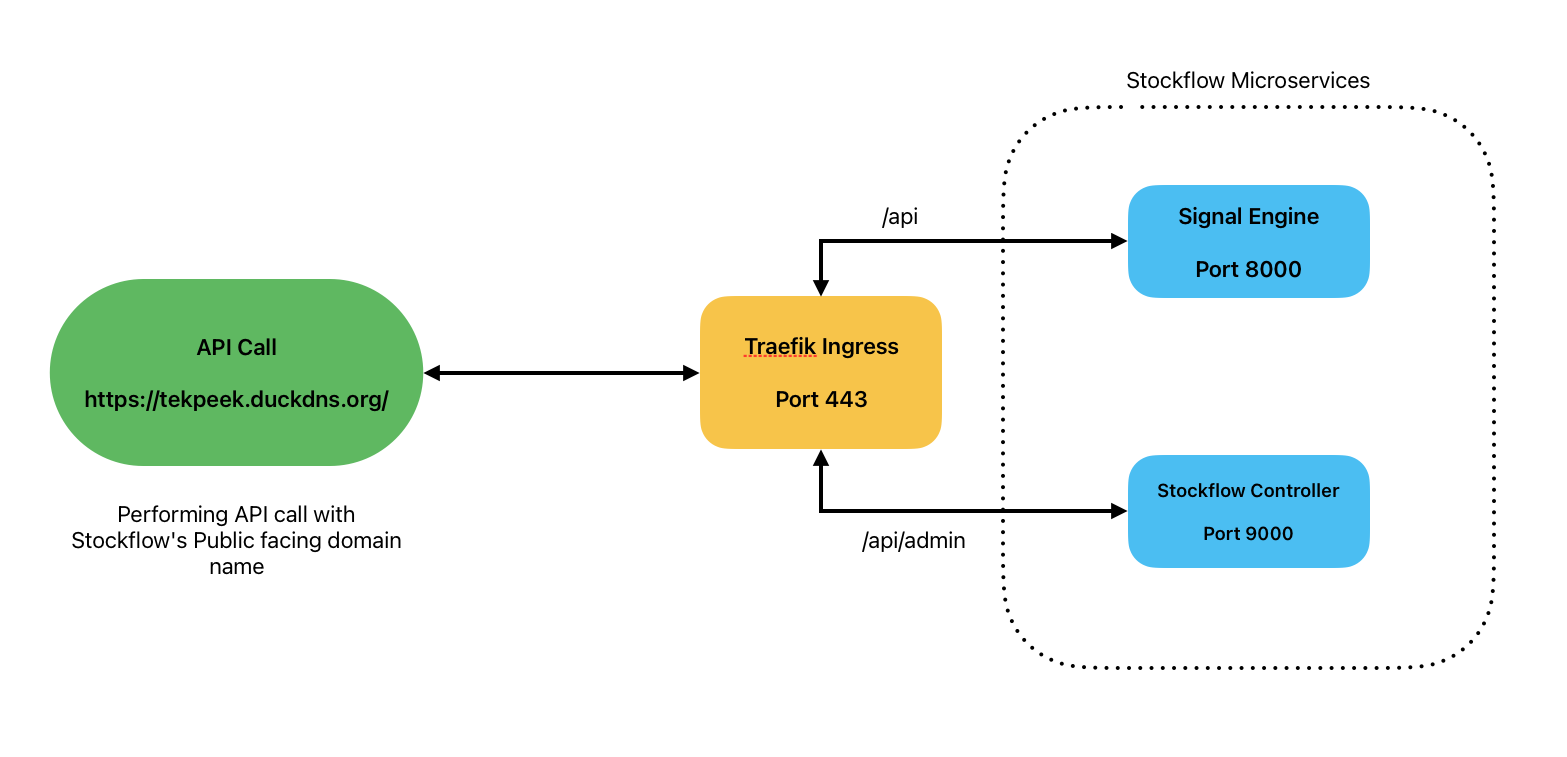 Stockflow Microservices
/api
Signal Engine
Port 8000
API Call
https://tekpeek.duckdns.org/
Traefik Ingress
Port 443
Performing API call with
Stockflow's Public facing domain
name
/api/admin
Stockflow Controller
Port 9000